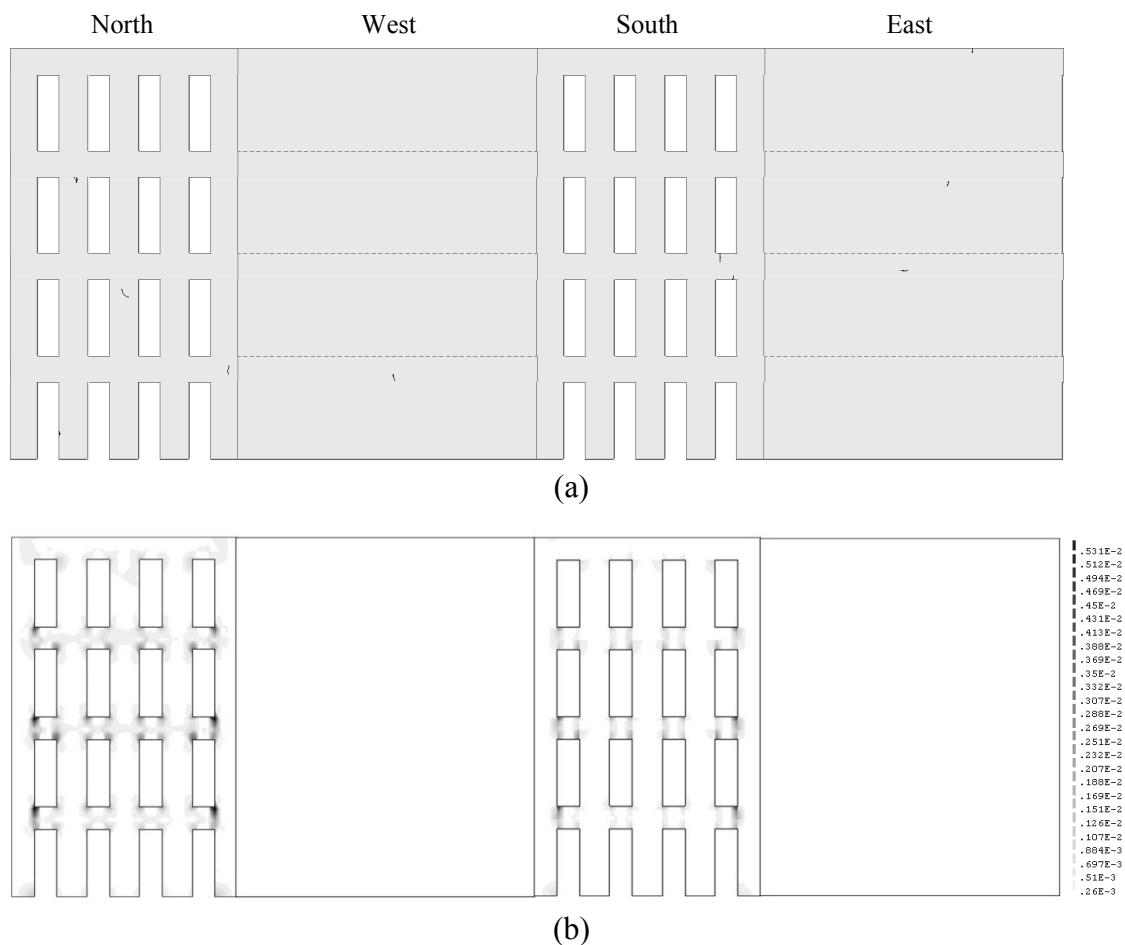 North West South East
(a)
.531E-2
.512E-2
.494E-2
.469E-2
.45E-2
.431E-2
.413E-2
.388E-2
.369E-2
.35E-2
.332E-2
.307E-2
.288E-2
.269E-2
.251E-2
.232E-2
.207E-2
.188E-2
.169E-2
.151E-2
.126E-2
.107E-2
.884E-3
.697E-3
.51E-3
.26E-3
(b)